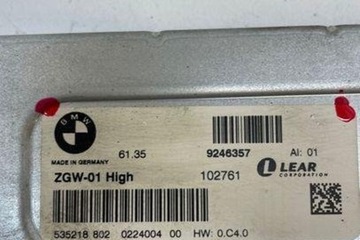 BMW
MADE IN GERMANY
61.35
9246357
AI: 01
ZGW-01 High
102761
LEAR
CORPORATION
535218 802 0224004 00 HW: 0.C4.0